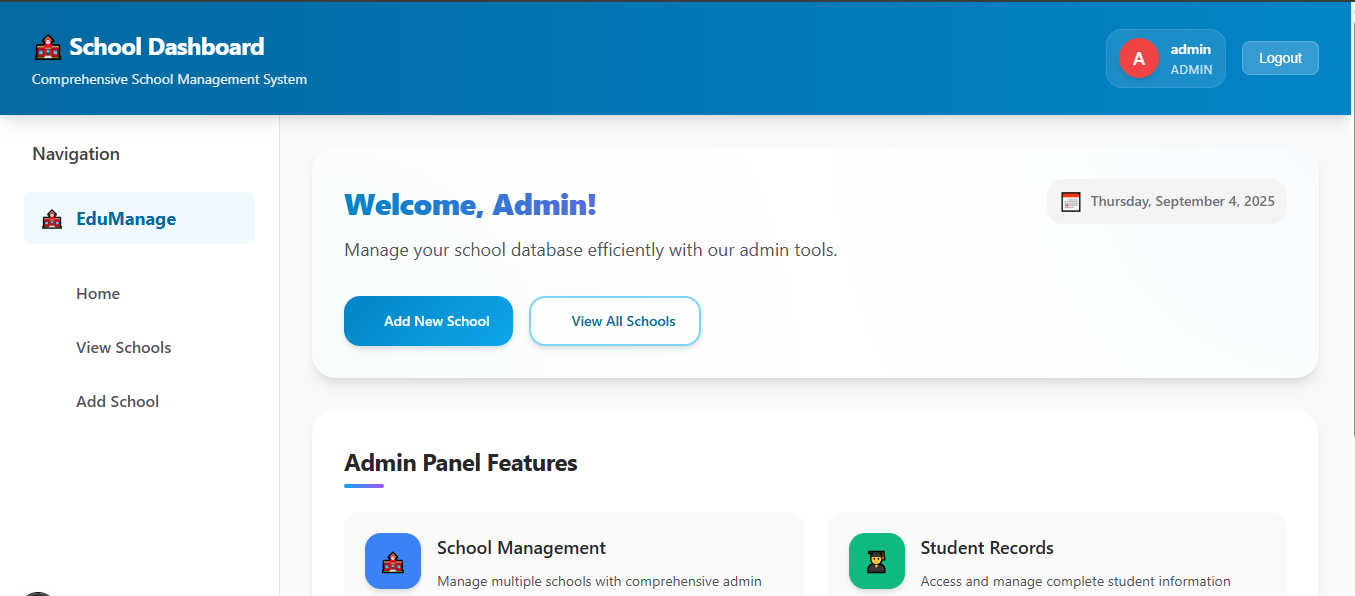 School Dashboard
Comprehensive School Management System
A
admin
ADMIN
Logout
Navigation
EduManage
Home
View Schools
Add School
Welcome, Admin!
Thursday, September 4, 2025
Manage your school database efficiently with our admin tools.
Add New School
View All Schools
Admin Panel Features
School Management
Manage multiple schools with comprehensive admin
Student Records
Access and manage complete student information